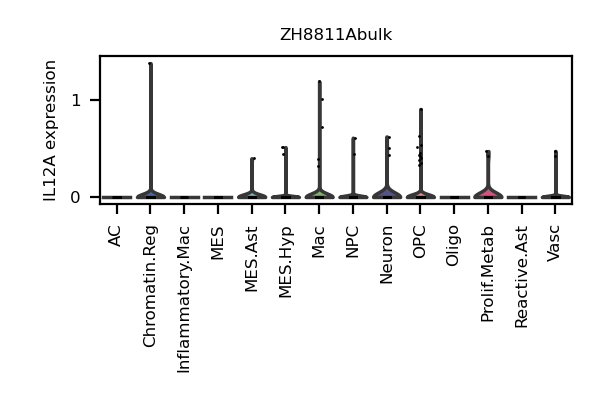 ZH8811Abulk
IL12A expression
1
0
AC
Chromatin.Reg
Inflammatory.Mac
MES
MES.Ast
MES.Hyp
Mac
NPC
Neuron
OPC
Oligo
Prolif.Metab
Reactive.Ast
Vasc